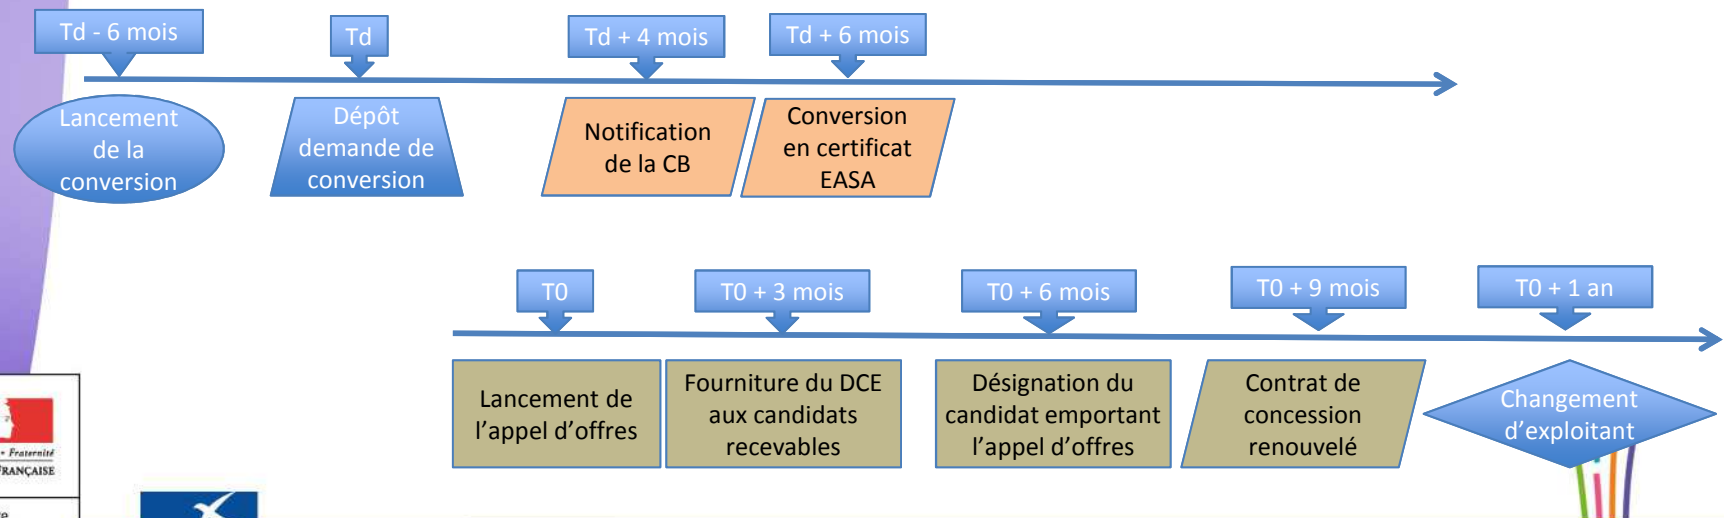 Td - 6 mois
Td
Td + 4 mois
Td + 6 mois
Lancement
de la
conversion
Dépôt
demande de
conversion
Notification
de la CB
Conversion
en certificat
EASA
T0
T0 + 3 mois
T0 + 6 mois
T0 + 9 mois
T0 + 1 an
Lancement de
l’appel d’offres
Fourniture du DCE
aux candidats
recevables
Désignation du
candidat emportant
l’appel d’offres
Contrat de
concession
renouvelé
Changement
d’exploitant
• Fraternité
FRANÇAISE